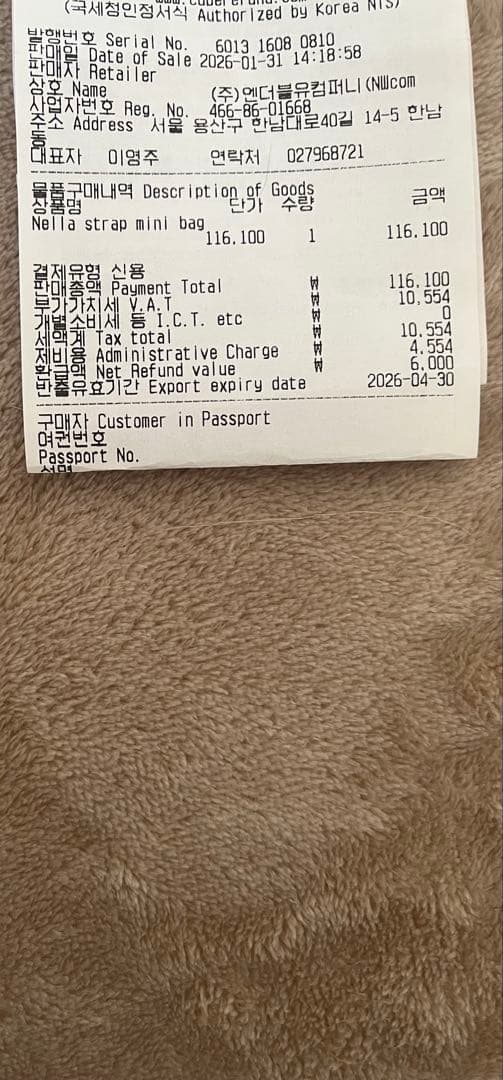 (국세청인정서식 Authorized by Korea NTS)
발행번호 Serial No. 6013 1608 0810
판매일 Date of Sale 2026-01-31 14:18:58
판매자 Retailer
상호 Name (주)엔더블유컴퍼니(NWcom
사업자번호 Reg. No. 466-86-01668
주소 Address 서울 용산구 한남대로40길 14-5 한남
동
대표자 이영주 연락처 027968721
물품구매내역 Description of Goods
상품명 단가 수량 금액
Nella strap mini bag
116,100 1 116,100
결제유형 신용
판매총액 Payment Total ₩ 116,100
부가가치세 V.A.T ₩ 10,554
개별소비세 등 I.C.T. etc ₩ 0
세액계 Tax total ₩ 10,554
제비용 Administrative Charge ₩ 4,554
환급액 Net Refund value ₩ 6,000
반출유효기간 Export expiry date 2026-04-30
구매자 Customer in Passport
여권번호
Passport No.
성명